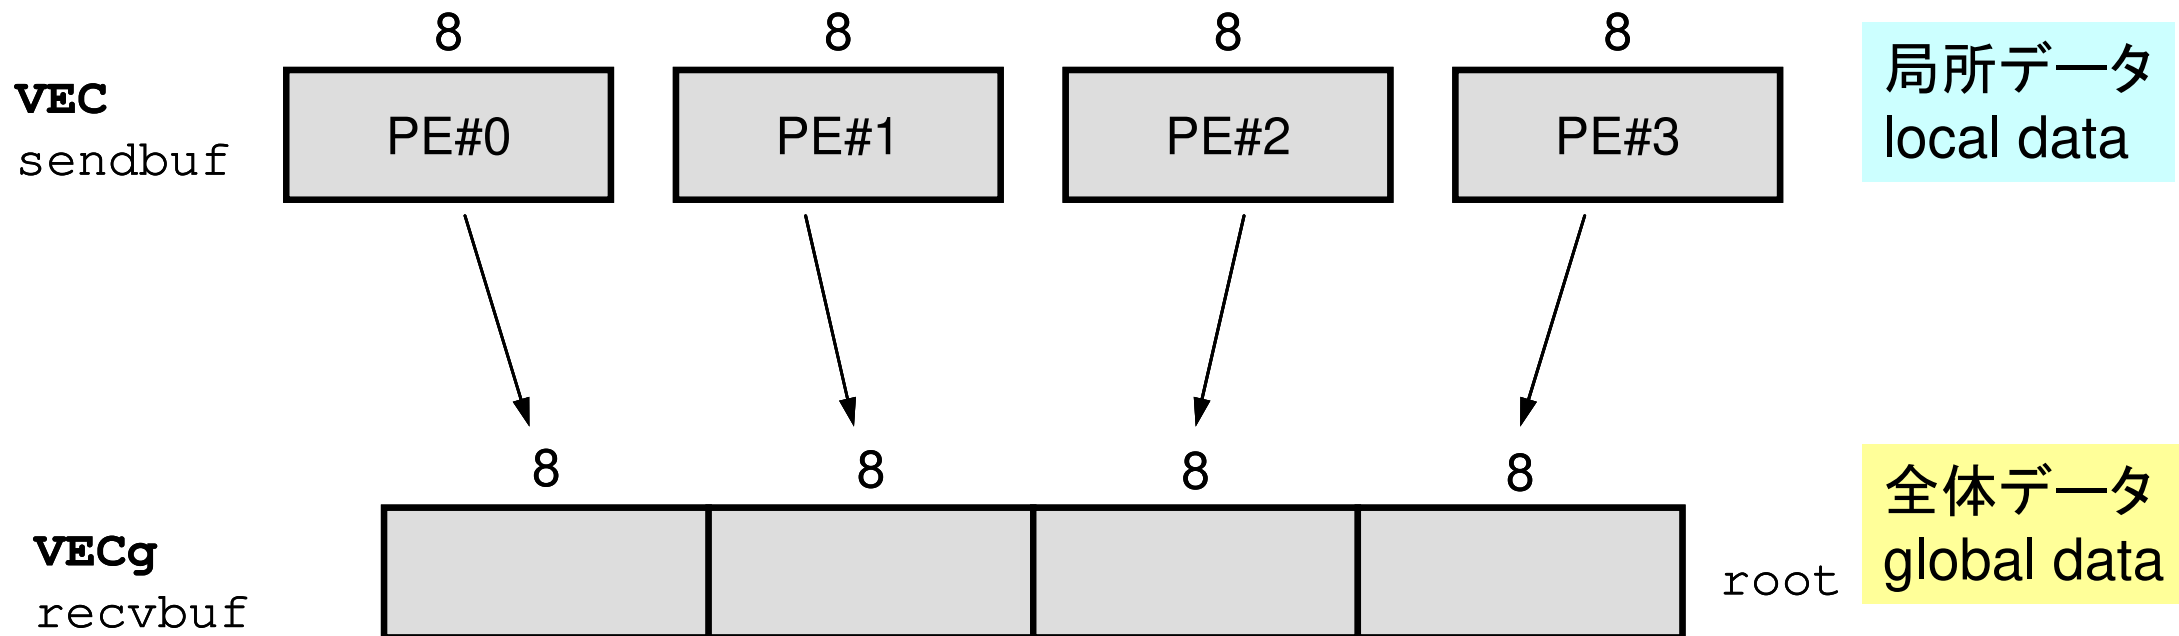 8 8 8 8
VEC
sendbuf
PE#0 PE#1 PE#2 PE#3
局所データ
local data
8 8 8 8
VECg
recvbuf
root
全体データ
global data